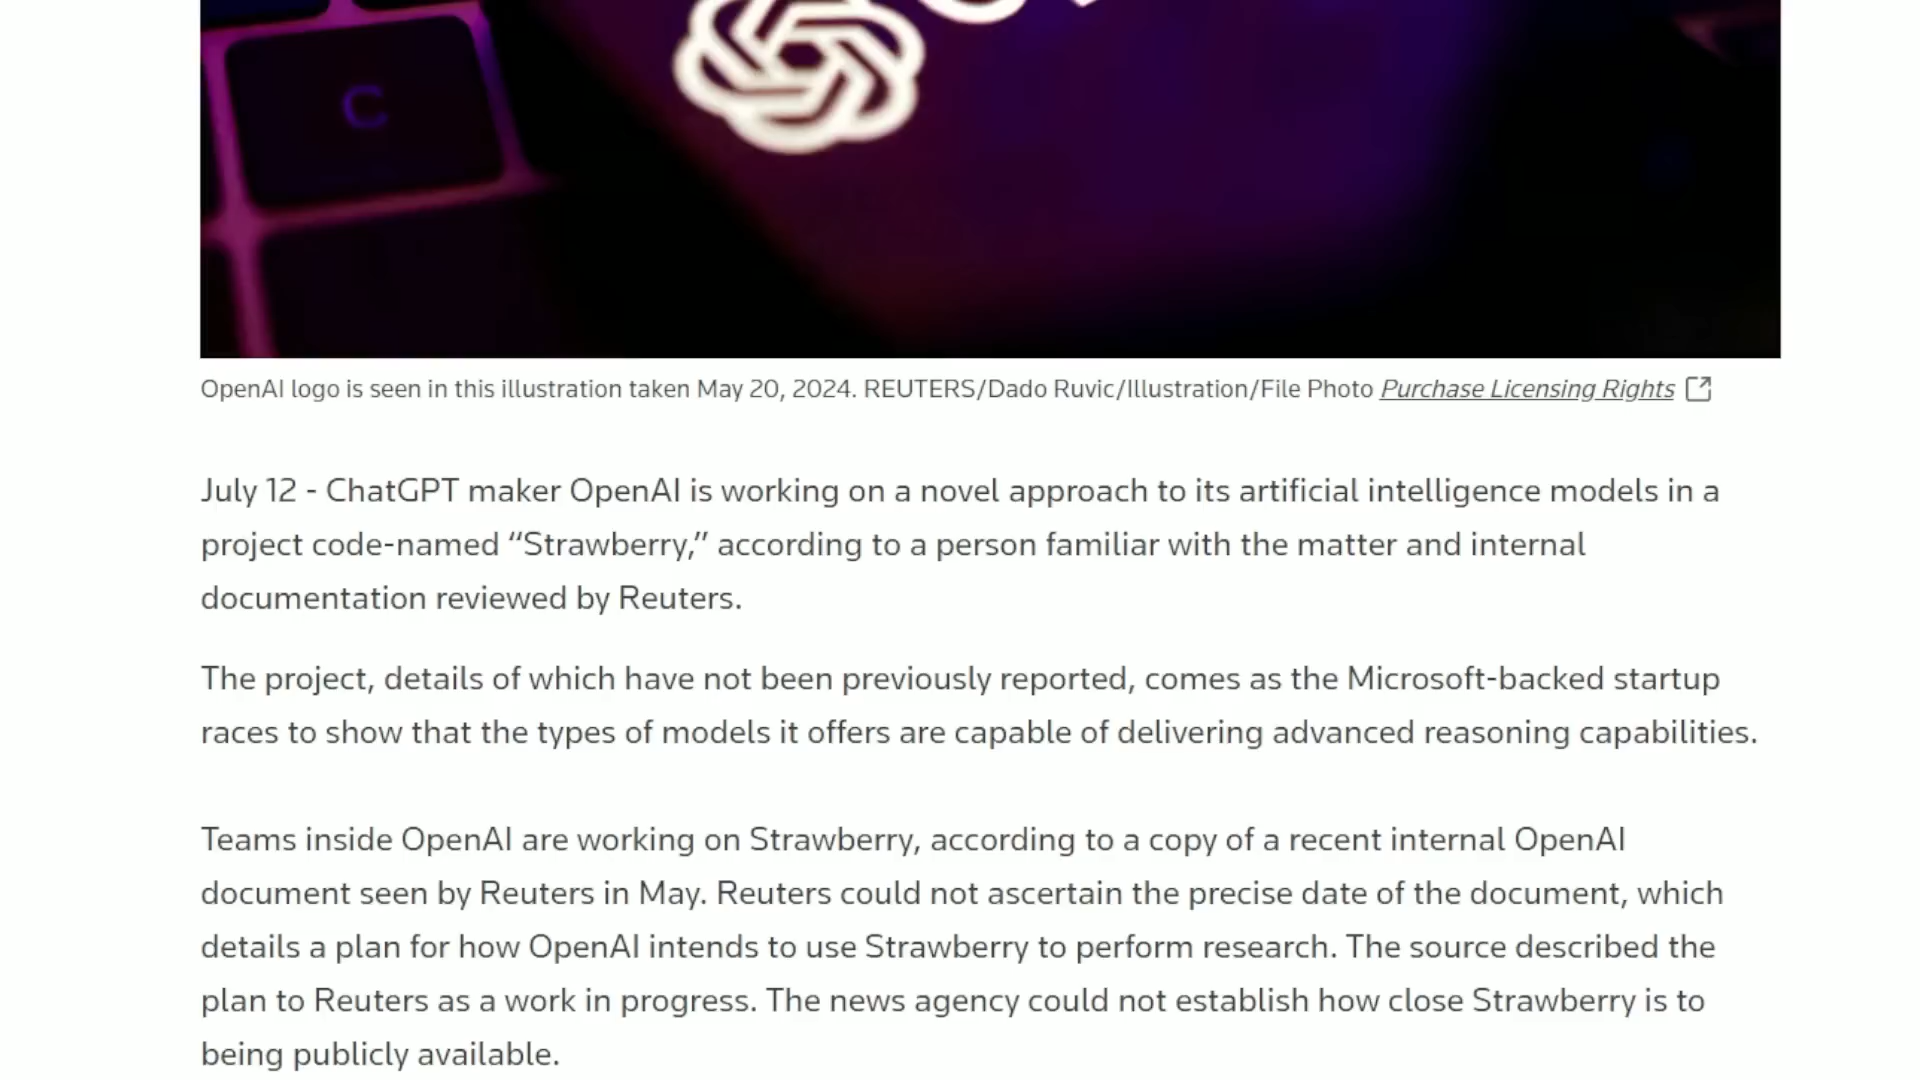 C
OpenAI logo is seen in this illustration taken May 20, 2024. REUTERS/Dado Ruvic/Illustration/File Photo Purchase Licensing Rights
July 12 - ChatGPT maker OpenAI is working on a novel approach to its artificial intelligence models in a
project code-named “Strawberry,” according to a person familiar with the matter and internal
documentation reviewed by Reuters.
The project, details of which have not been previously reported, comes as the Microsoft-backed startup
races to show that the types of models it offers are capable of delivering advanced reasoning capabilities.
Teams inside OpenAI are working on Strawberry, according to a copy of a recent internal OpenAI
document seen by Reuters in May. Reuters could not ascertain the precise date of the document, which
details a plan for how OpenAI intends to use Strawberry to perform research. The source described the
plan to Reuters as a work in progress. The news agency could not establish how close Strawberry is to
being publicly available.